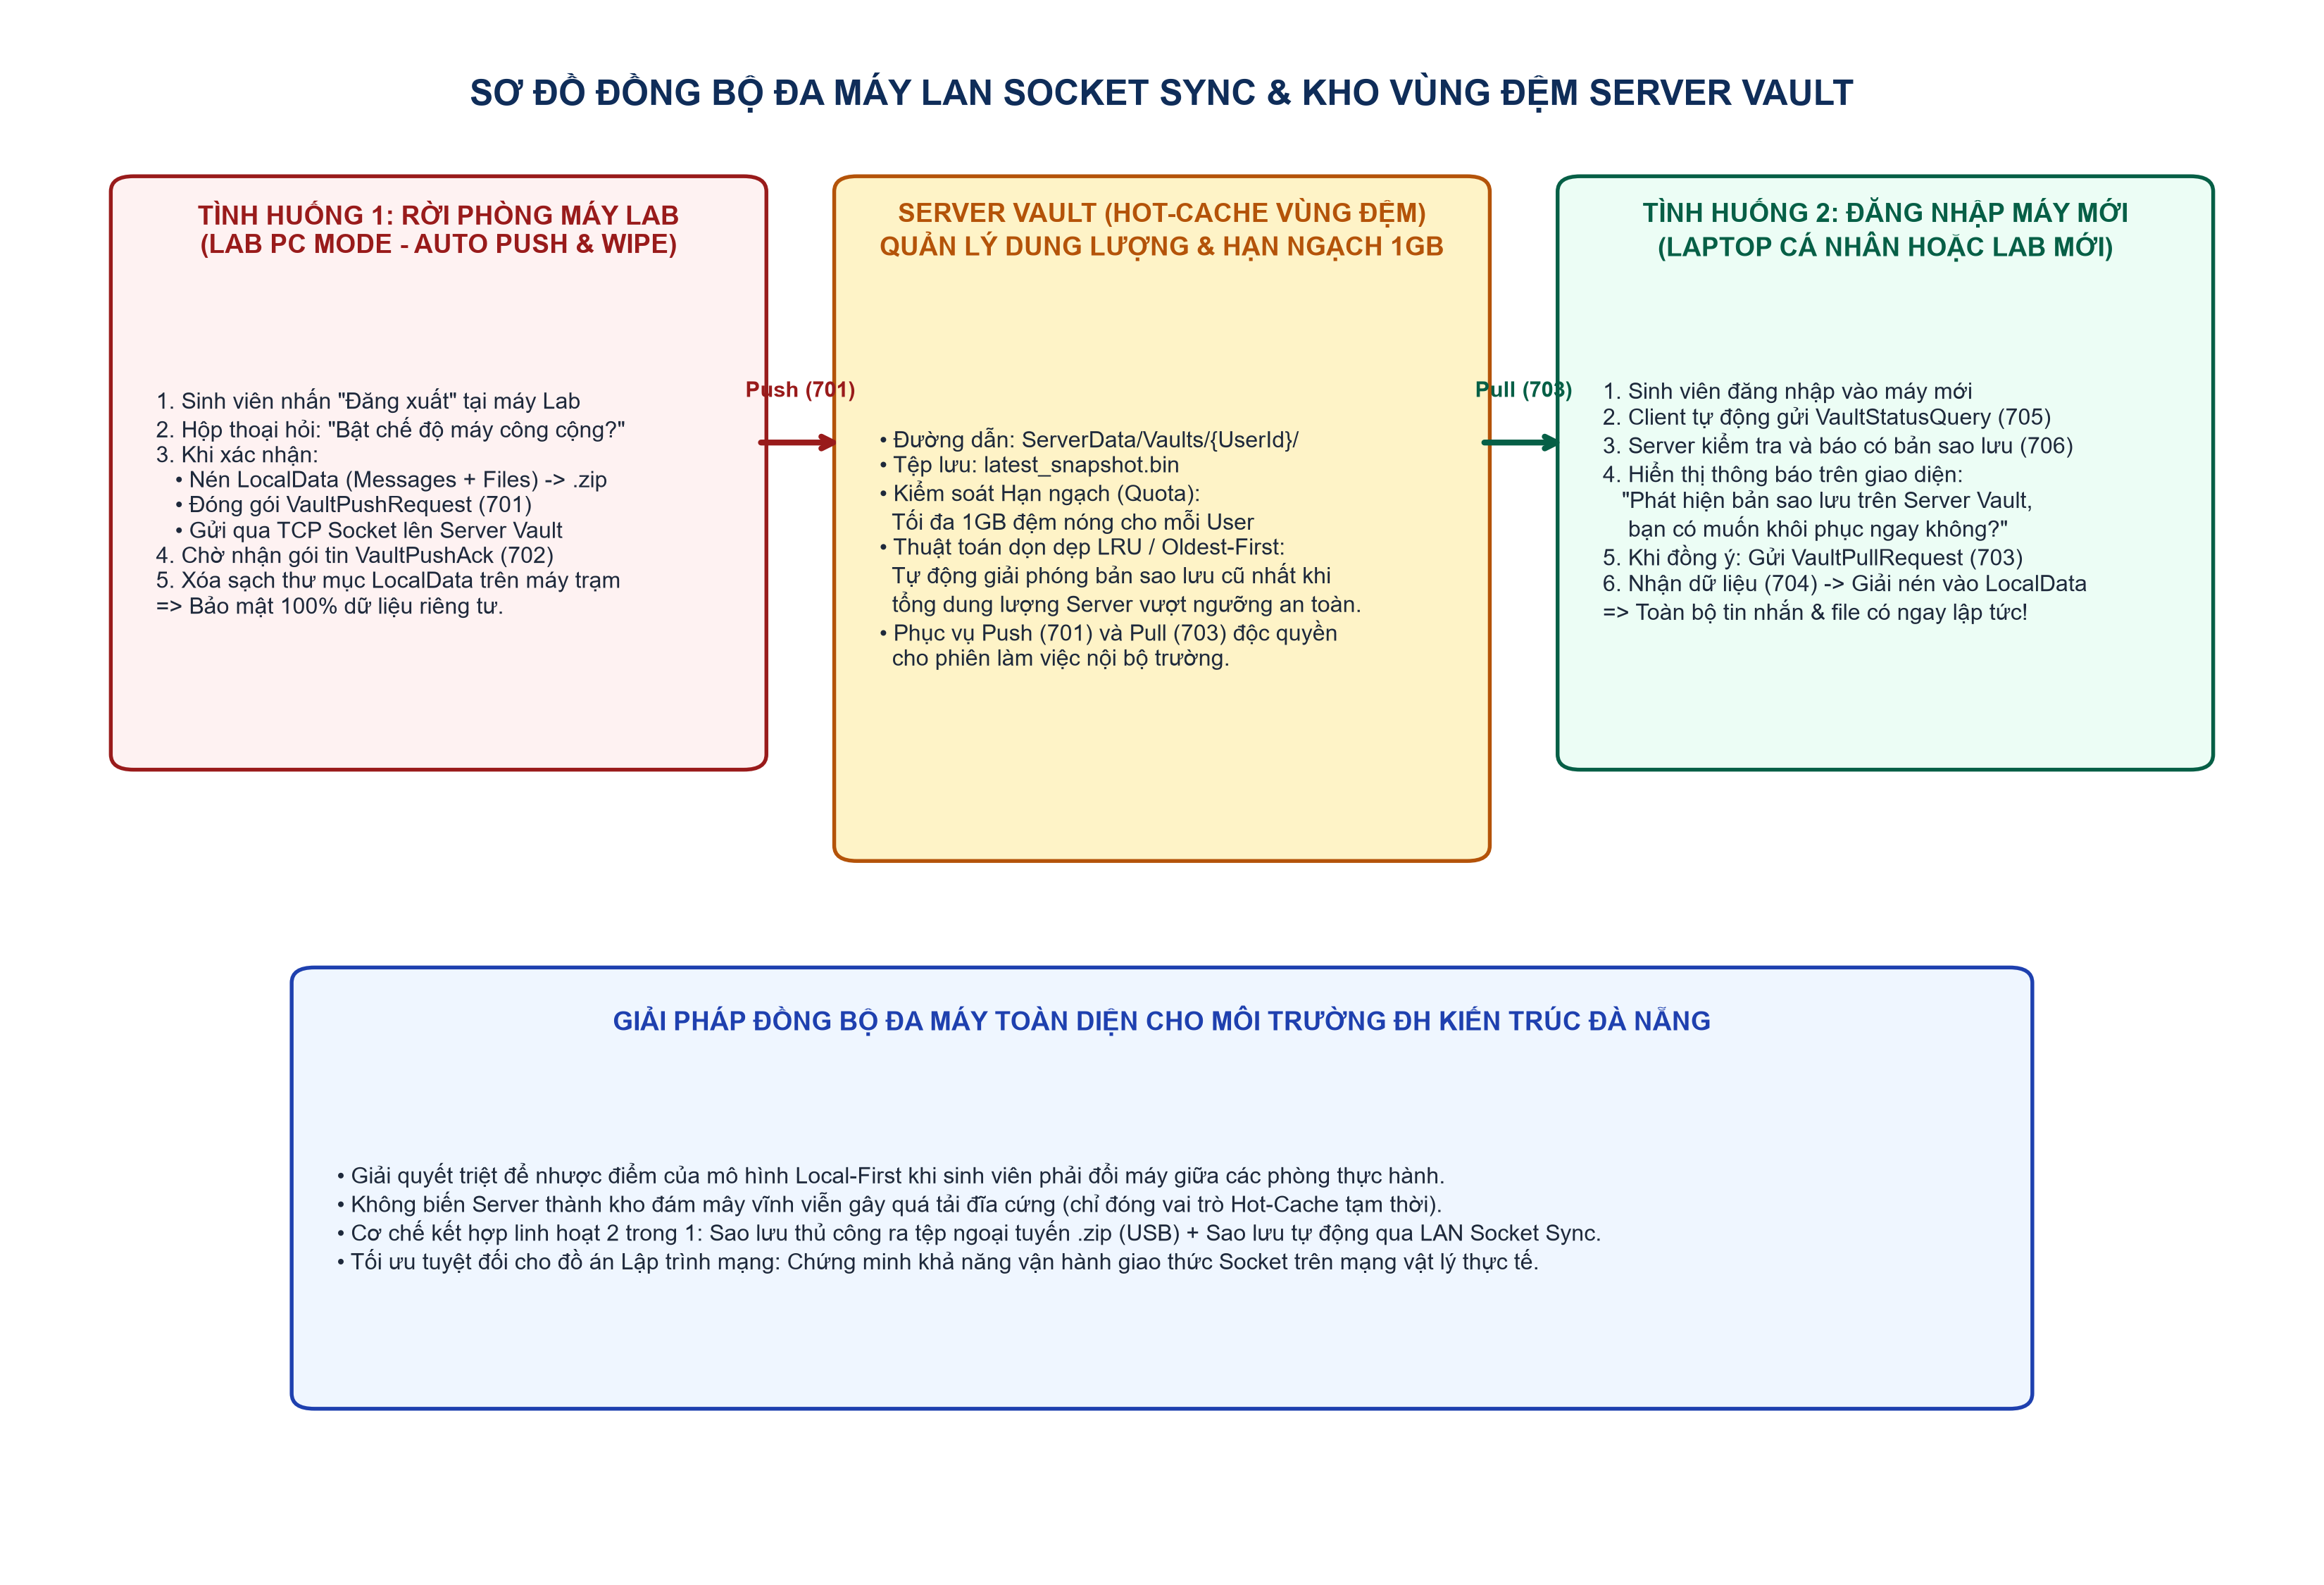 SƠ ĐỒ ĐỒNG BỘ ĐA MÁY LAN SOCKET SYNC & KHO VÙNG ĐỆM SERVER VAULT
TÌNH HUỐNG 1: RỜI PHÒNG MÁY LAB
(LAB PC MODE - AUTO PUSH & WIPE)
1. Sinh viên nhấn "Đăng xuất" tại máy Lab
2. Hộp thoại hỏi: "Bật chế độ máy công cộng?"
3. Khi xác nhận:
• Nén LocalData (Messages + Files) -> .zip
• Đóng gói VaultPushRequest (701)
• Gửi qua TCP Socket lên Server Vault
4. Chờ nhận gói tin VaultPushAck (702)
5. Xóa sạch thư mục LocalData trên máy trạm
=> Bảo mật 100% dữ liệu riêng tư.
Push (701)
SERVER VAULT (HOT-CACHE VÙNG ĐỆM)
QUẢN LÝ DUNG LƯỢNG & HẠN NGẠCH 1GB
• Đường dẫn: ServerData/Vaults/{UserId}/
• Tệp lưu: latest_snapshot.bin
• Kiểm soát Hạn ngạch (Quota):
Tối đa 1GB đệm nóng cho mỗi User
• Thuật toán dọn dẹp LRU / Oldest-First:
Tự động giải phóng bản sao lưu cũ nhất khi
tổng dung lượng Server vượt ngưỡng an toàn.
• Phục vụ Push (701) và Pull (703) độc quyền
cho phiên làm việc nội bộ trường.
Pull (703)
TÌNH HUỐNG 2: ĐĂNG NHẬP MÁY MỚI
(LAPTOP CÁ NHÂN HOẶC LAB MỚI)
1. Sinh viên đăng nhập vào máy mới
2. Client tự động gửi VaultStatusQuery (705)
3. Server kiểm tra và báo có bản sao lưu (706)
4. Hiển thị thông báo trên giao diện:
"Phát hiện bản sao lưu trên Server Vault,
bạn có muốn khôi phục ngay không?"
5. Khi đồng ý: Gửi VaultPullRequest (703)
6. Nhận dữ liệu (704) -> Giải nén vào LocalData
=> Toàn bộ tin nhắn & file có ngay lập tức!
GIẢI PHÁP ĐỒNG BỘ ĐA MÁY TOÀN DIỆN CHO MÔI TRƯỜNG ĐH KIẾN TRÚC ĐÀ NẴNG
• Giải quyết triệt để nhược điểm của mô hình Local-First khi sinh viên phải đổi máy giữa các phòng thực hành.
• Không biến Server thành kho đám mây vĩnh viễn gây quá tải đĩa cứng (chỉ đóng vai trò Hot-Cache tạm thời).
• Cơ chế kết hợp linh hoạt 2 trong 1: Sao lưu thủ công ra tệp ngoại tuyến .zip (USB) + Sao lưu tự động qua LAN Socket Sync.
• Tối ưu tuyệt đối cho đồ án Lập trình mạng: Chứng minh khả năng vận hành giao thức Socket trên mạng vật lý thực tế.